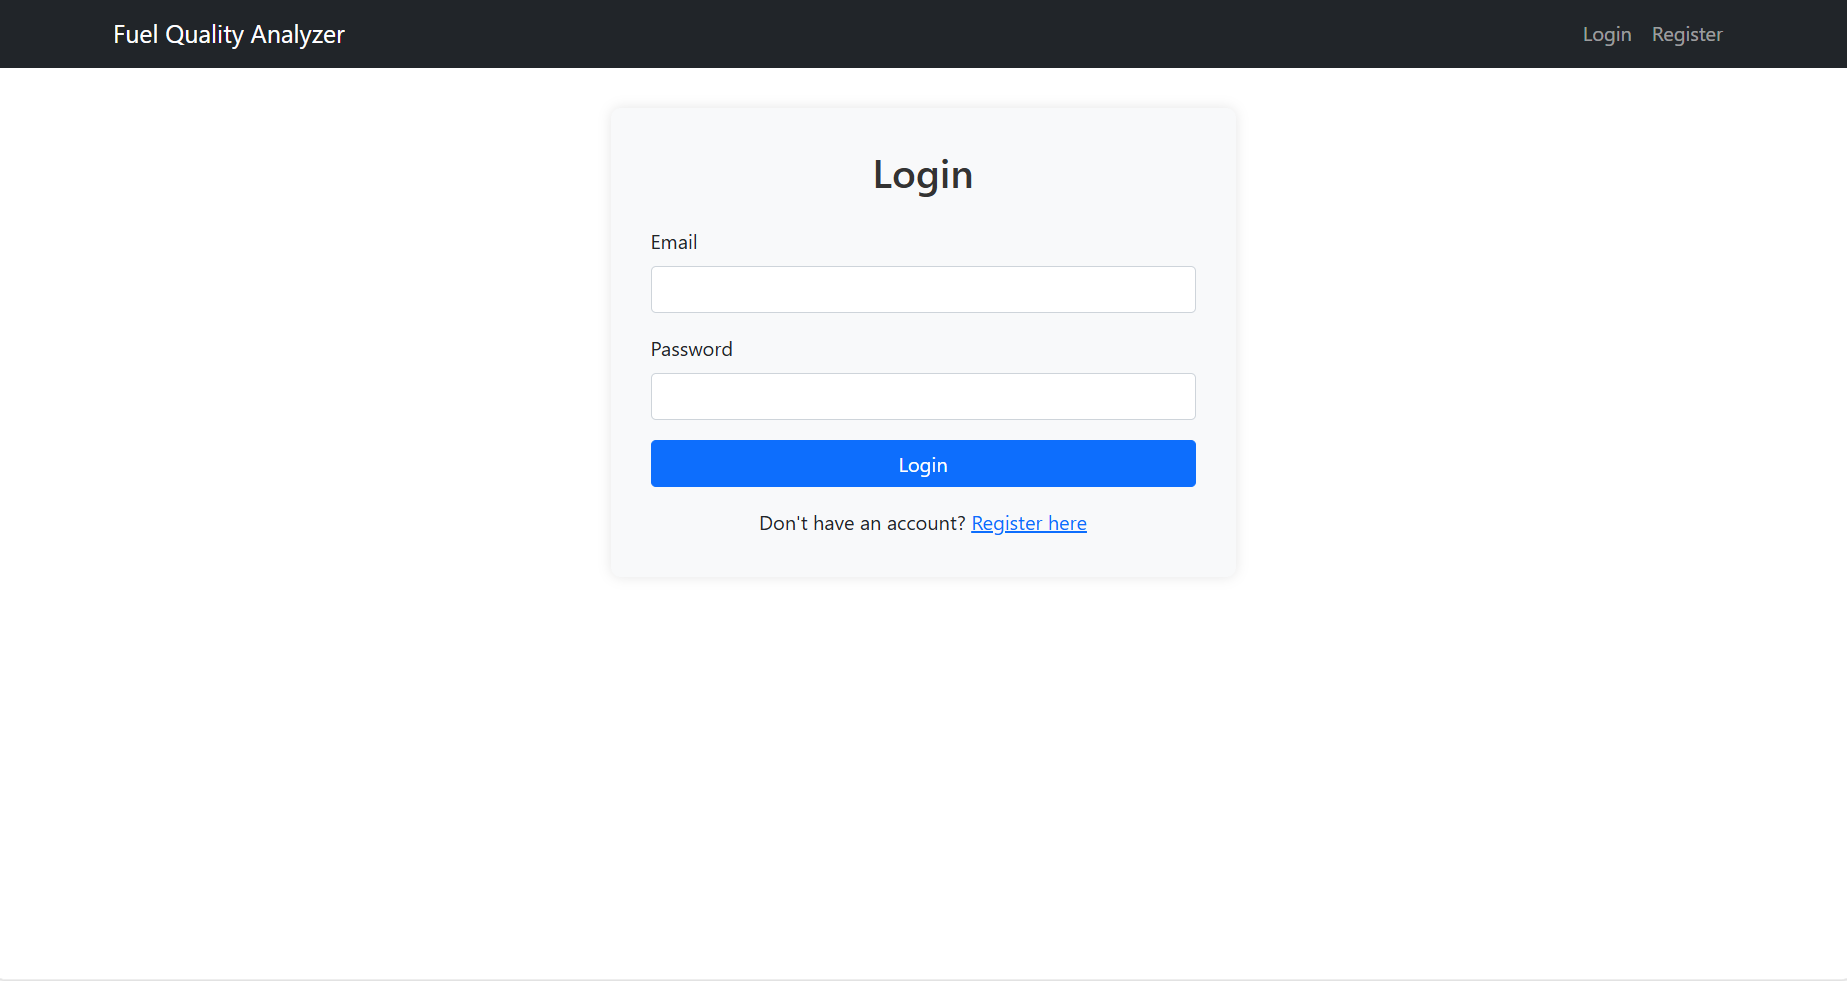 Fuel Quality Analyzer
Login Register
Login
Email
Password
Login
Don't have an account? Register here